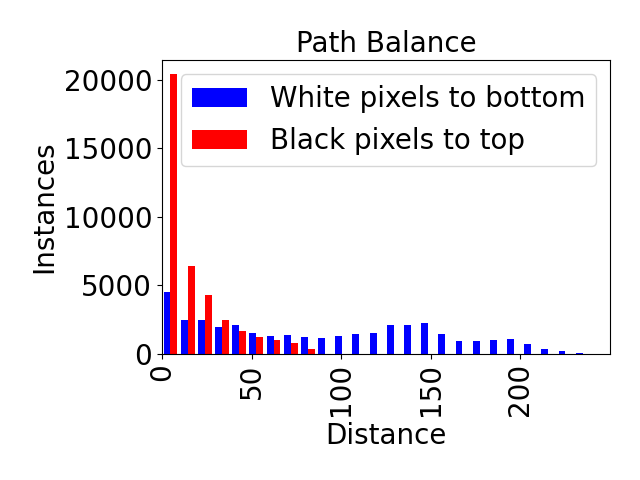 Path Balance
20000
15000
10000
5000
0
Instances
White pixels to bottom
Black pixels to top
0
50
100
150
200
Distance